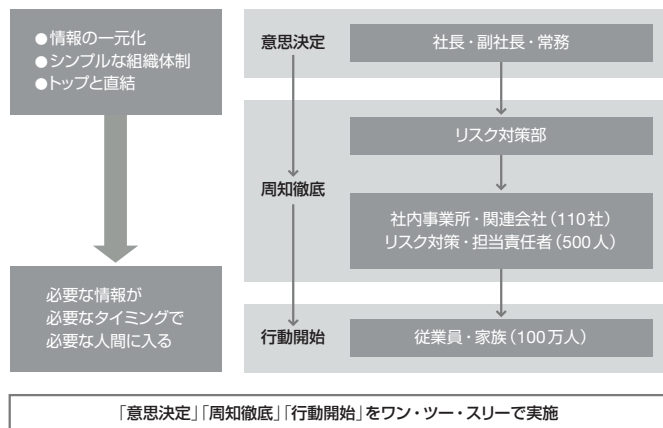 ●情報の一元化
●シンプルな組織体制
●トップと直結
必要な情報が
必要なタイミングで
必要な人間に入る
意思決定
社長・副社長・常務
リスク対策部
周知徹底
社内事業所・関連会社（110社）
リスク対策・担当責任者（500人）
行動開始
従業員・家族（100万人）
「意思決定」「周知徹底」「行動開始」をワン・ツー・スリーで実施